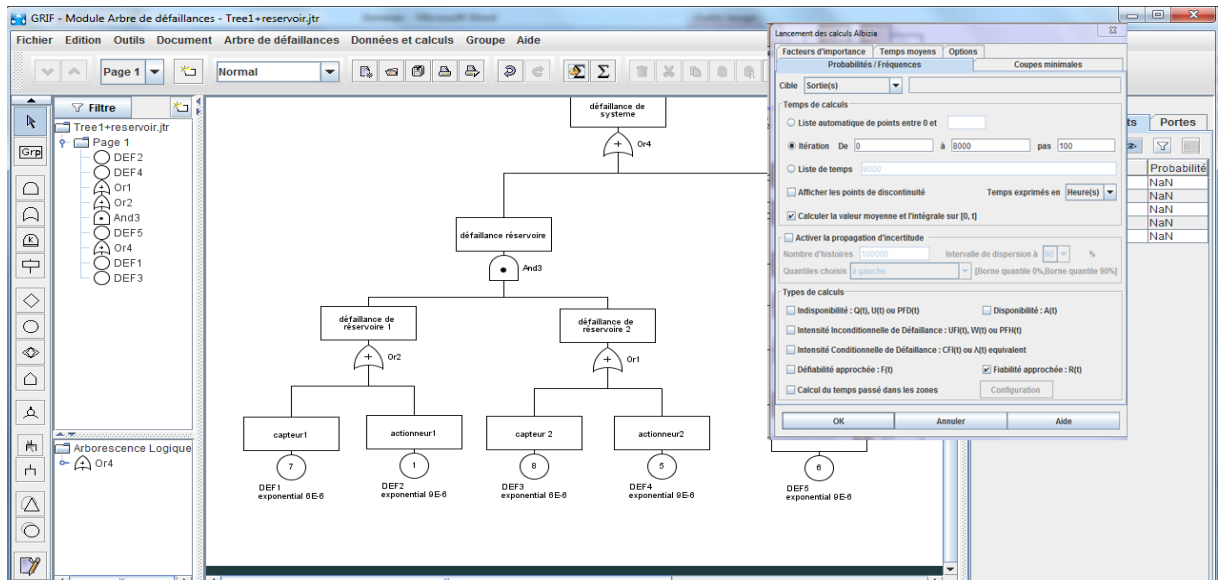 GRIF - Module Arbre de défaillances - Tree1+reservoir.jtr
Fichier Edition Outils Document Arbre de défaillances Données et calculs Groupe Aide
Page 1
Normal
Filtre
Tree1+reservoir.jtr
Page 1
DEF2
DEF4
Or1
Or2
And3
DEF5
Or4
DEF1
DEF3
Arborescence Logique
Or4
Grp
K
défaillance de
systeme
Or4
défaillance réservoire
And3
défaillance de
réservoire 1
Or2
défaillance de
réservoire 2
Or1
capteur1
actionneur1
capteur 2
actionneur2
7
1
8
5
6
DEF1
exponential 6E-6
DEF2
exponential 9E-6
DEF3
exponential 6E-6
DEF4
exponential 9E-6
DEF5
exponential 9E-6
Lancement des calculs Albizia
Facteurs d'importance Temps moyens Options
Probabilités / Fréquences Coupes minimales
Cible Sortie(s)
Temps de calculs
Liste automatique de points entre 0 et
Itération De 0 à 8000 pas 100
Liste de temps 8000
Afficher les points de discontinuité Temps exprimés en Heure(s)
Calculer la valeur moyenne et l'intégrale sur [0, t]
Activer la propagation d'incertitude
Nombre d'histoires 100000 Intervalle de dispersion à 90 %
Quantiles choisis à gauche [Borne quantile 0%,Borne quantile 90%]
Types de calculs
Indisponibilité : Q(t), U(t) ou PFD(t) Disponibilité : A(t)
Intensité Inconditionnelle de Défaillance : UFI(t), W(t) ou PFH(t)
Intensité Conditionnelle de Défaillance : CFI(t) ou Λ(t) equivalent
Défiabilité approchée : F(t) Fiabilité approchée : R(t)
Calcul du temps passé dans les zones Configuration
OK Annuler Aide
ts Portes
Probabilité
NaN
NaN
NaN
NaN
NaN